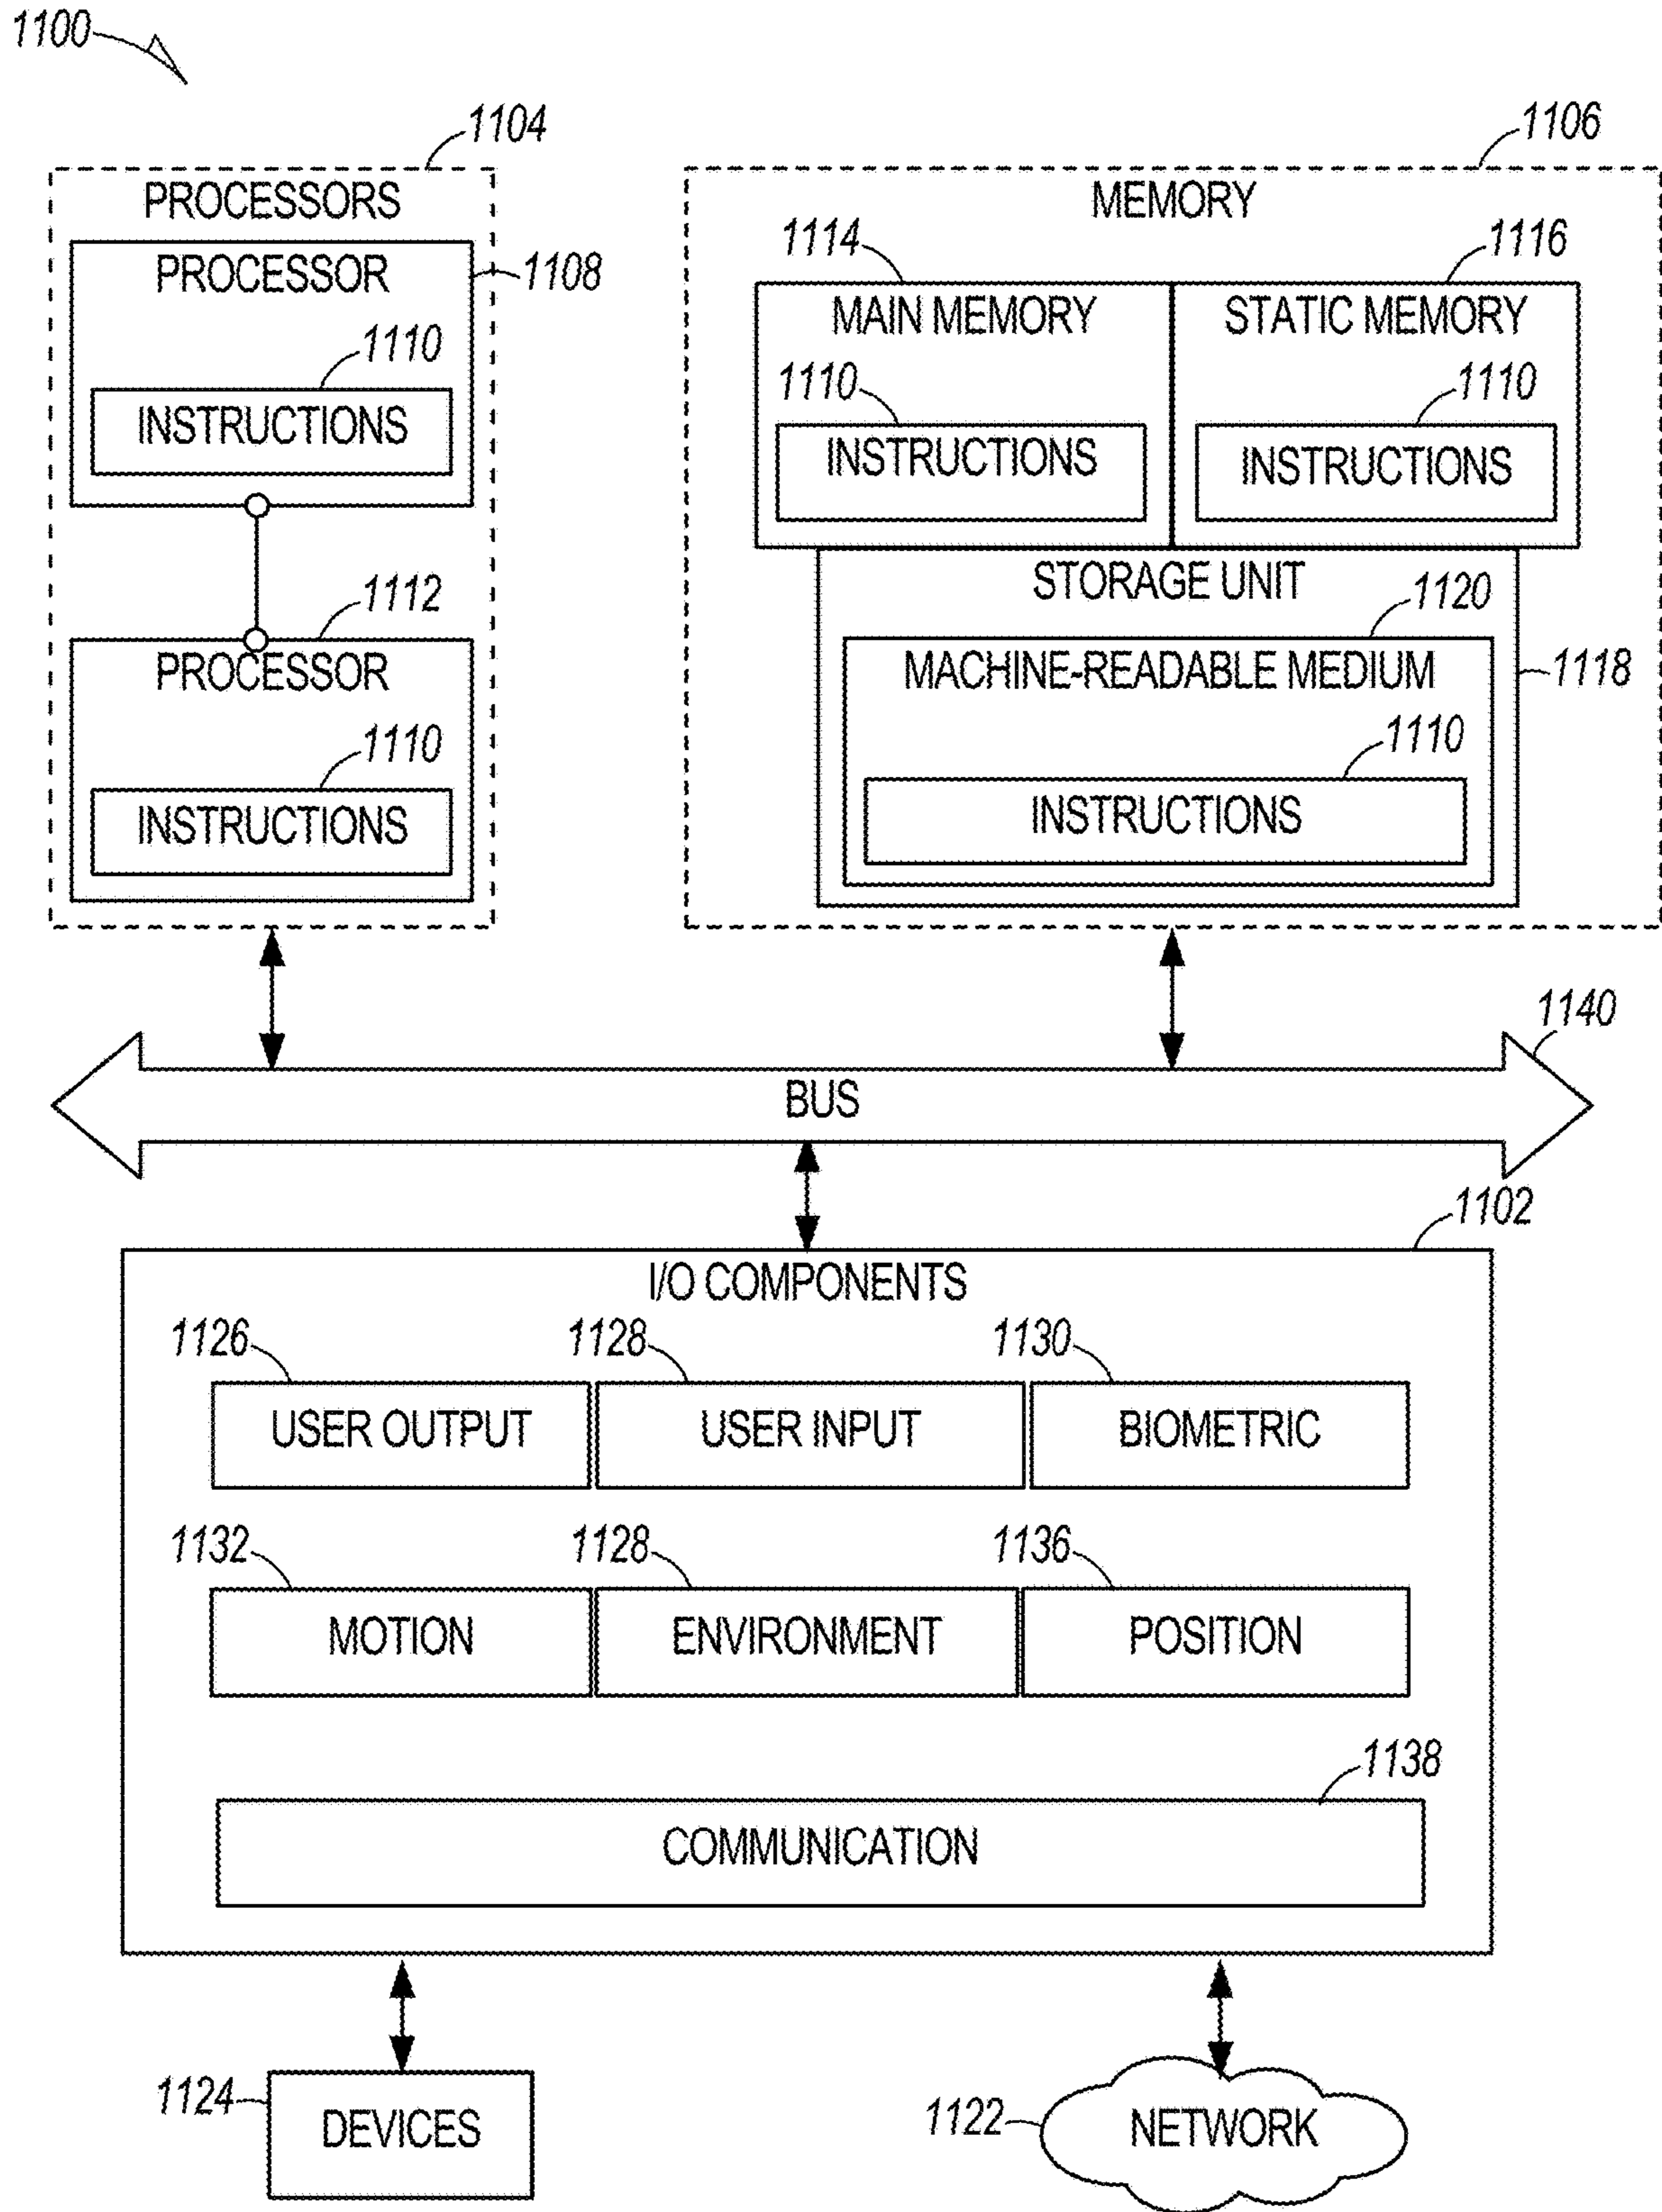 1100
1104
1106
PROCESSORS
MEMORY
PROCESSOR
1108
1110
INSTRUCTIONS
1112
PROCESSOR
1110
INSTRUCTIONS
1114
1116
MAIN MEMORY
STATIC MEMORY
1110
1110
INSTRUCTIONS
INSTRUCTIONS
STORAGE UNIT
1120
MACHINE-READABLE MEDIUM
1118
1110
INSTRUCTIONS
1140
BUS
1102
I/O COMPONENTS
1126
1128
1130
USER OUTPUT
USER INPUT
BIOMETRIC
1132
1128
1136
MOTION
ENVIRONMENT
POSITION
1138
COMMUNICATION
1124
DEVICES
1122
NETWORK